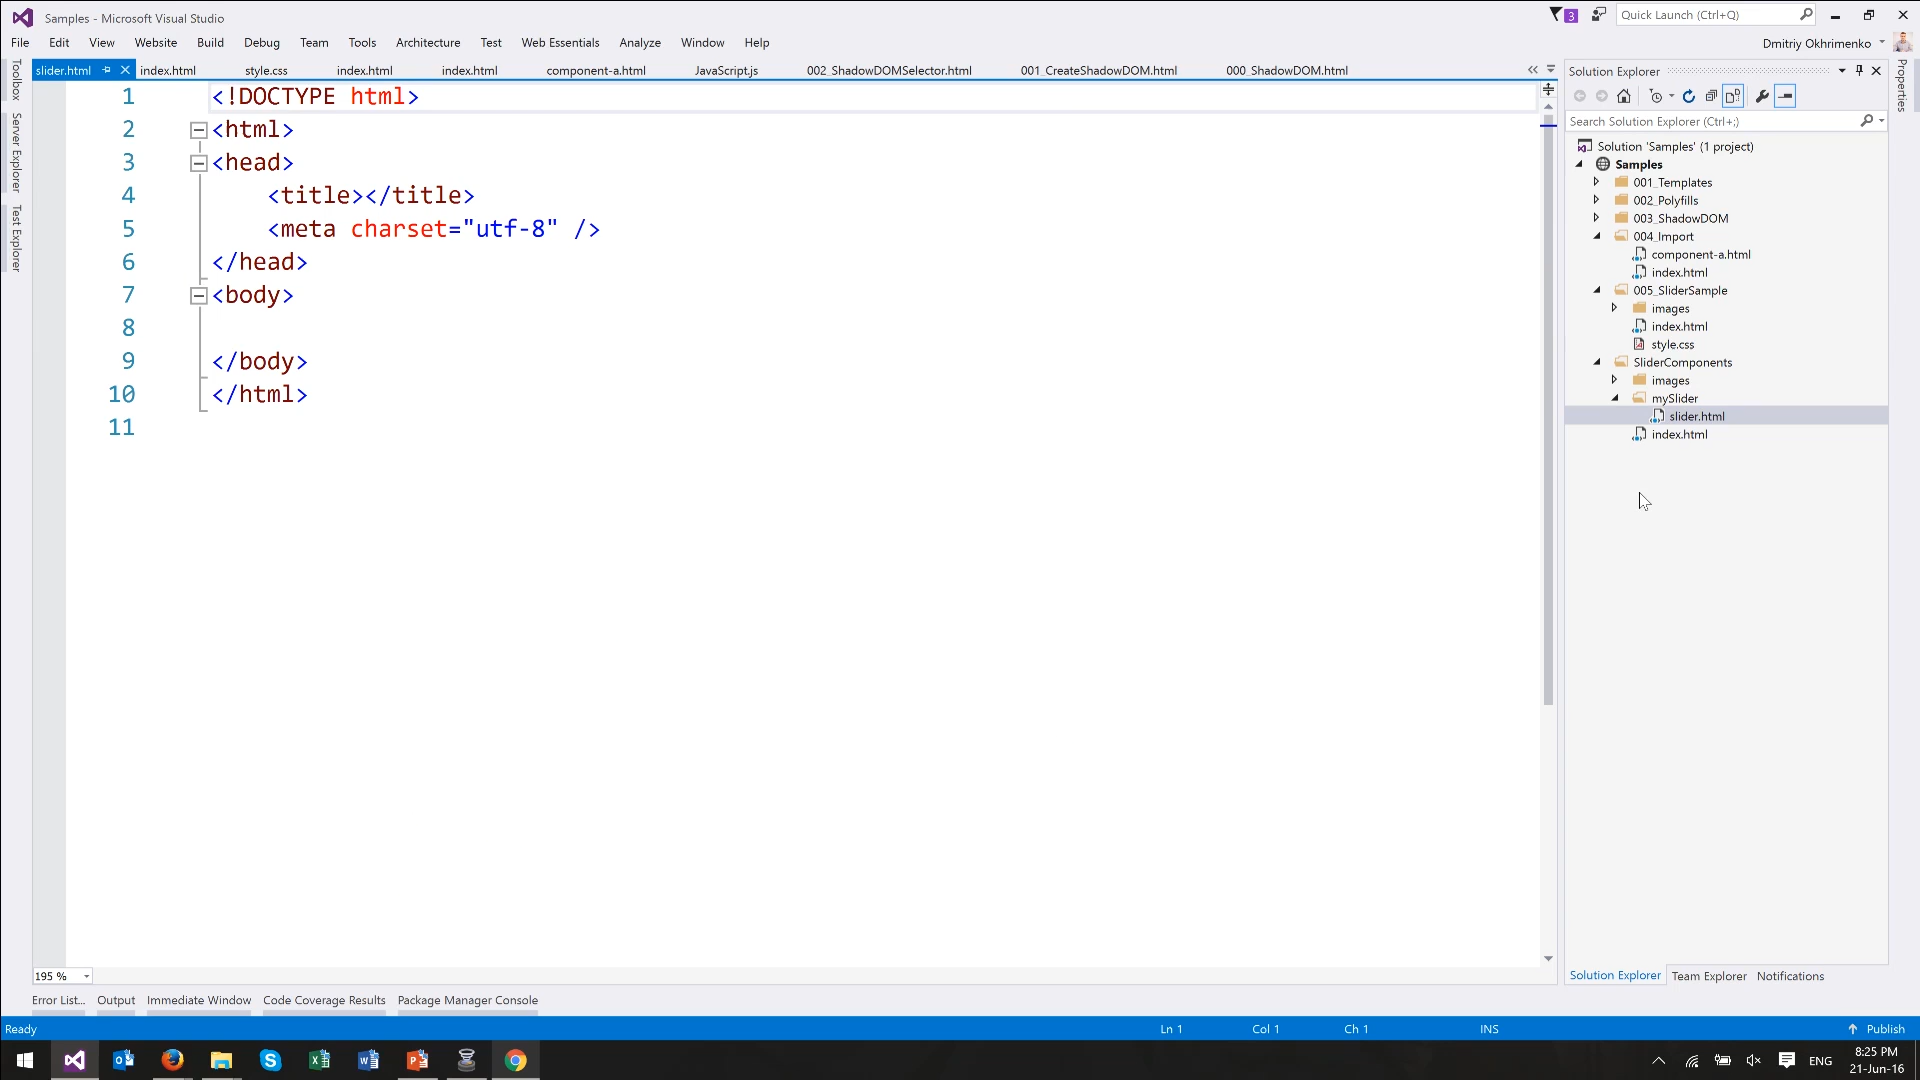 Samples - Microsoft Visual Studio
3
Quick Launch (Ctrl+Q)
File Edit View Website Build Debug Team Tools Architecture Test Web Essentials Analyze Window Help
Dmitriy Okhrimenko
slider.html index.html style.css index.html index.html component-a.html JavaScript.js 002_ShadowDOMSelector.html 001_CreateShadowDOM.html 000_ShadowDOM.html
Toolbox
Server Explorer
Test Explorer
1 <!DOCTYPE html>
2 <html>
3 <head>
4 <title></title>
5 <meta charset="utf-8" />
6 </head>
7 <body>
8
9 </body>
10 </html>
11
Solution Explorer
Search Solution Explorer (Ctrl+;)
Solution 'Samples' (1 project)
Samples
001_Templates
002_Polyfills
003_ShadowDOM
004_Import
component-a.html
index.html
005_SliderSample
images
index.html
style.css
SliderComponents
images
mySlider
slider.html
index.html
Properties
195 %
Solution Explorer Team Explorer Notifications
Error List... Output Immediate Window Code Coverage Results Package Manager Console
Ready Ln 1 Col 1 Ch 1 INS Publish
ENG
8:25 PM
21-Jun-16